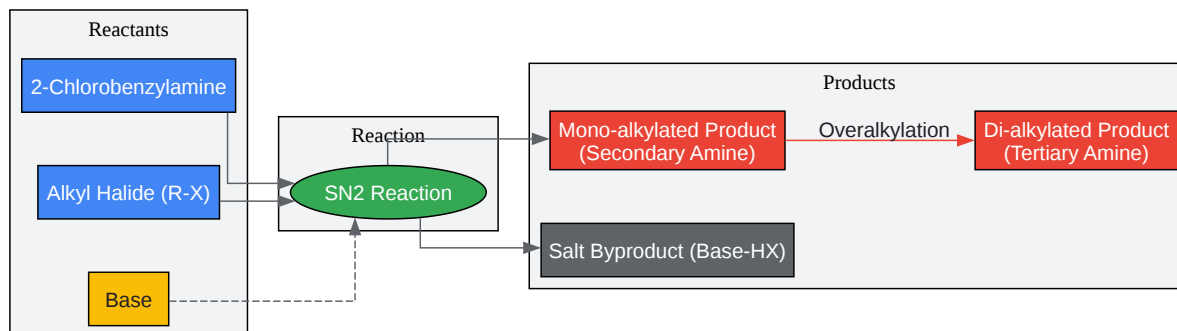 Reactants
2-Chlorobenzylamine
Alkyl Halide (R-X)
Base
Reaction
SN2 Reaction
Products
Mono-alkylated Product
(Secondary Amine)
Overalkylation
Di-alkylated Product
(Tertiary Amine)
Salt Byproduct (Base-HX)